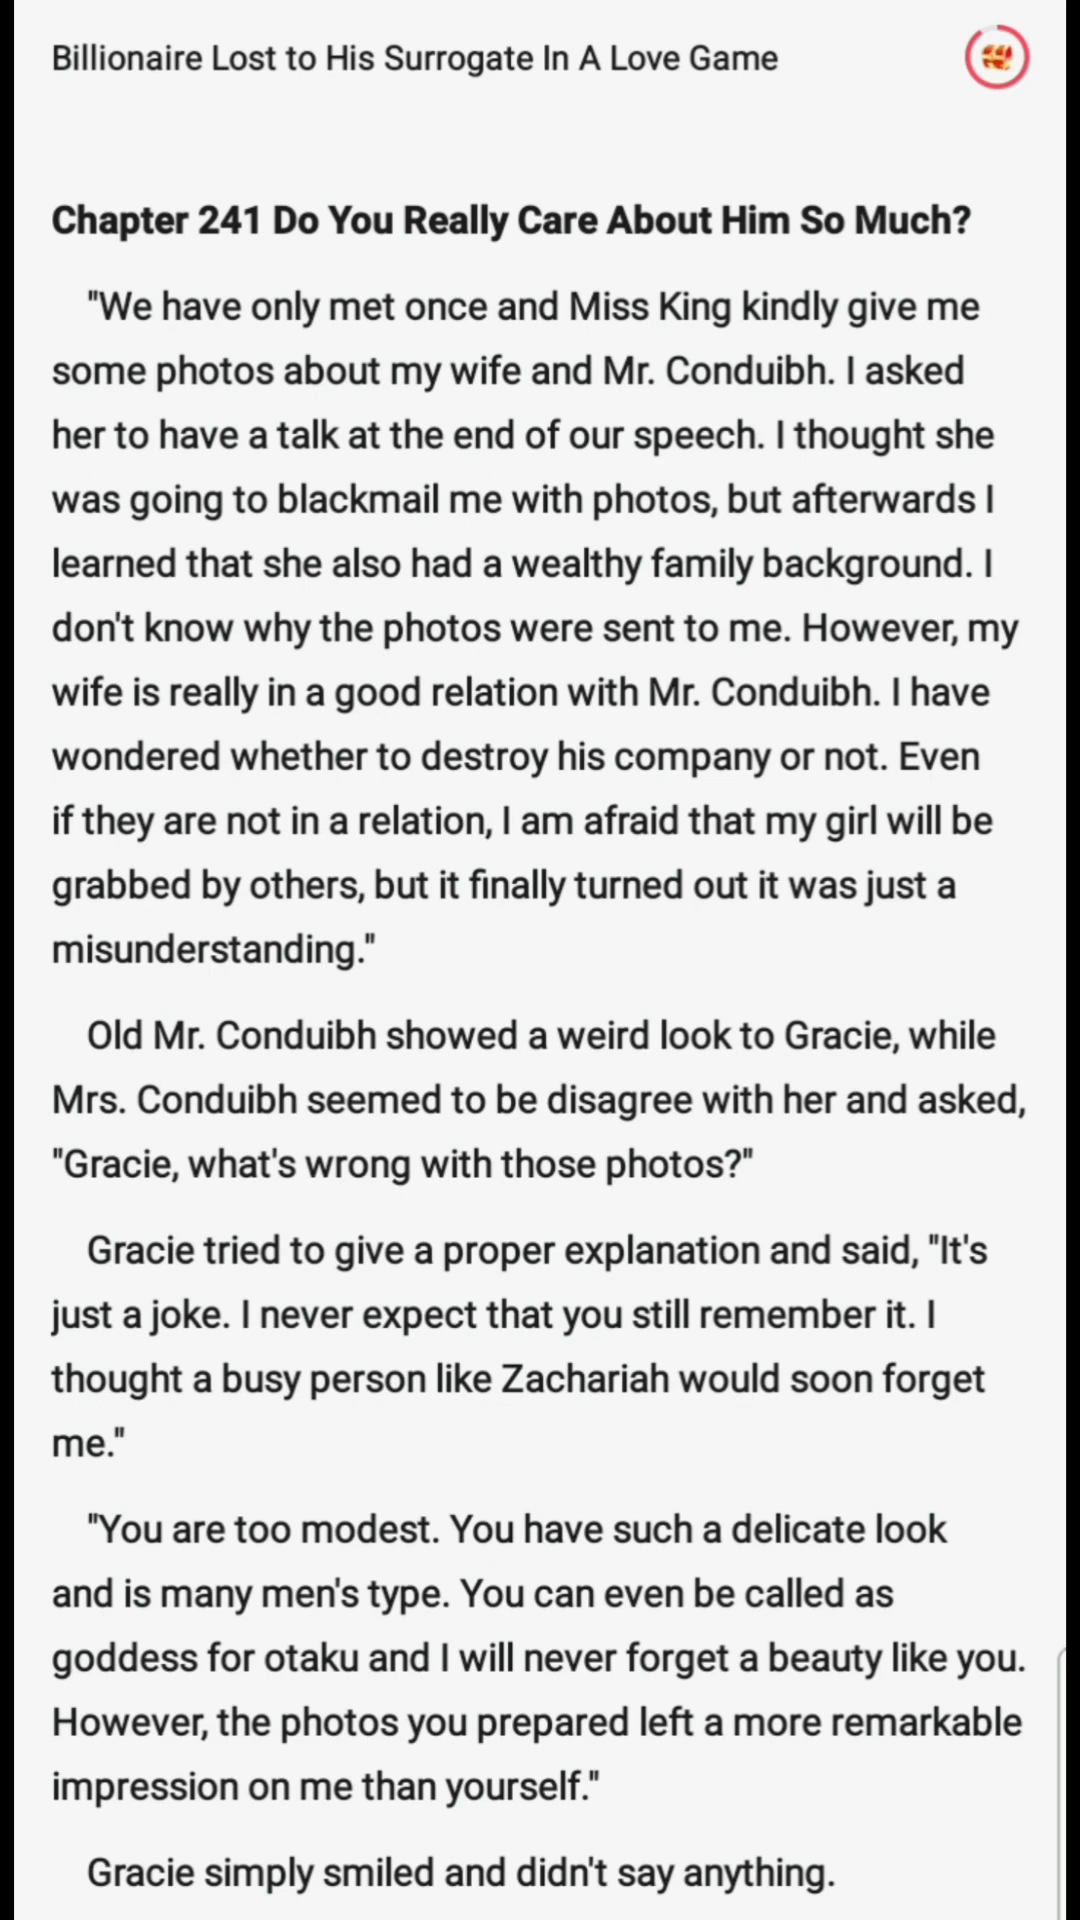 Billionaire Lost to His Surrogate In A Love Game
Chapter 241 Do You Really Care About Him So Much?
"We have only met once and Miss King kindly give me
some photos about my wife and Mr. Conduibh. I asked
her to have a talk at the end of our speech. I thought she
was going to blackmail me with photos, but afterwards I
learned that she also had a wealthy family background. I
don't know why the photos were sent to me. However, my
wife is really in a good relation with Mr. Conduibh. I have
wondered whether to destroy his company or not. Even
if they are not in a relation, I am afraid that my girl will be
grabbed by others, but it finally turned out it was just a
misunderstanding."
Old Mr. Conduibh showed a weird look to Gracie, while
Mrs. Conduibh seemed to be disagree with her and asked,
"Gracie, what's wrong with those photos?"
Gracie tried to give a proper explanation and said, "It's
just a joke. I never expect that you still remember it. I
thought a busy person like Zachariah would soon forget
me."
"You are too modest. You have such a delicate look
and is many men's type. You can even be called as
goddess for otaku and I will never forget a beauty like you.
However, the photos you prepared left a more remarkable
impression on me than yourself."
Gracie simply smiled and didn't say anything.